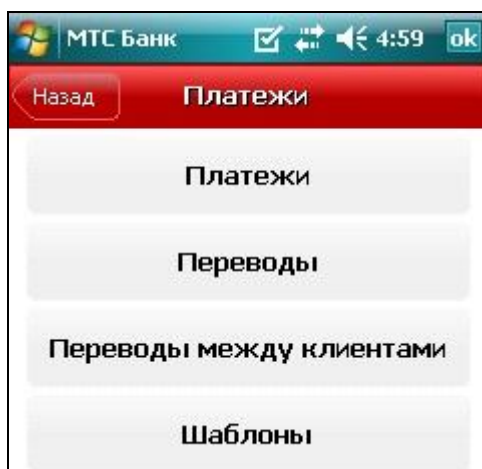 МТС Банк 4:59 ok
Назад Платежи
Платежи
Переводы
Переводы между клиентами
Шаблоны